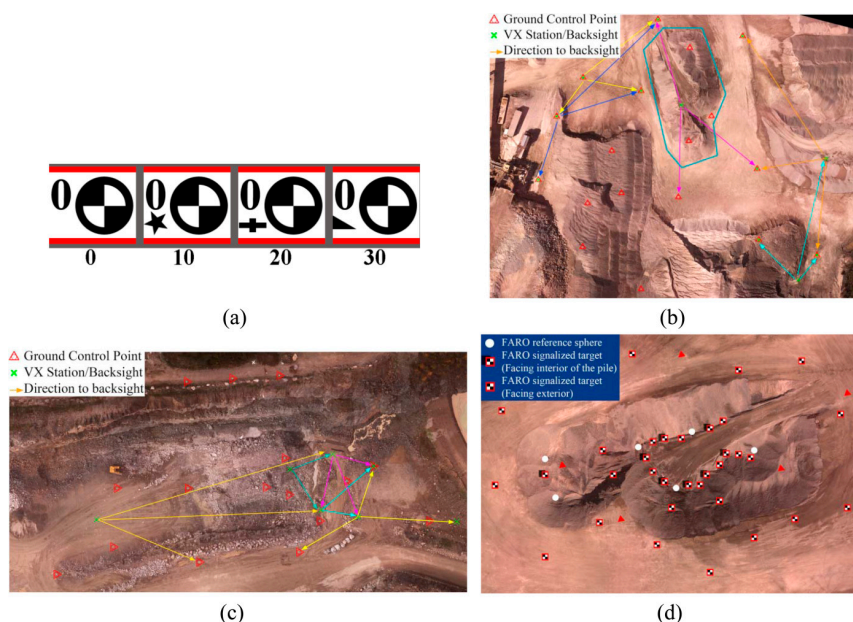 0 0 0 0
0 10 20 30
(a)
Ground Control Point
VX Station/Backsight
Direction to backsight
(b)
Ground Control Point
VX Station/Backsight
Direction to backsight
(c)
FARO reference sphere
FARO signalized target
(Facing interior of the pile)
FARO signalized target
(Facing exterior)
(d)